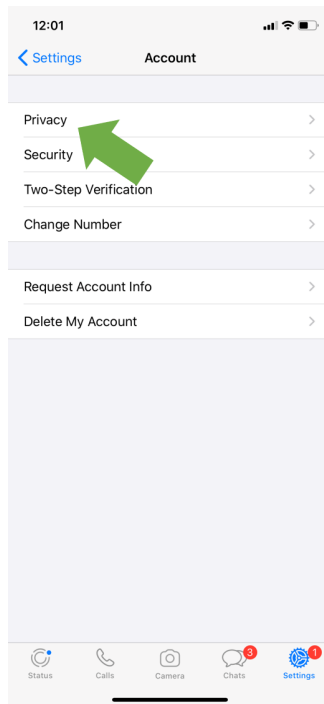 12:01
Settings Account
Privacy
Security
Two-Step Verification
Change Number
Request Account Info
Delete My Account
3 1
Status Calls Camera Chats Settings